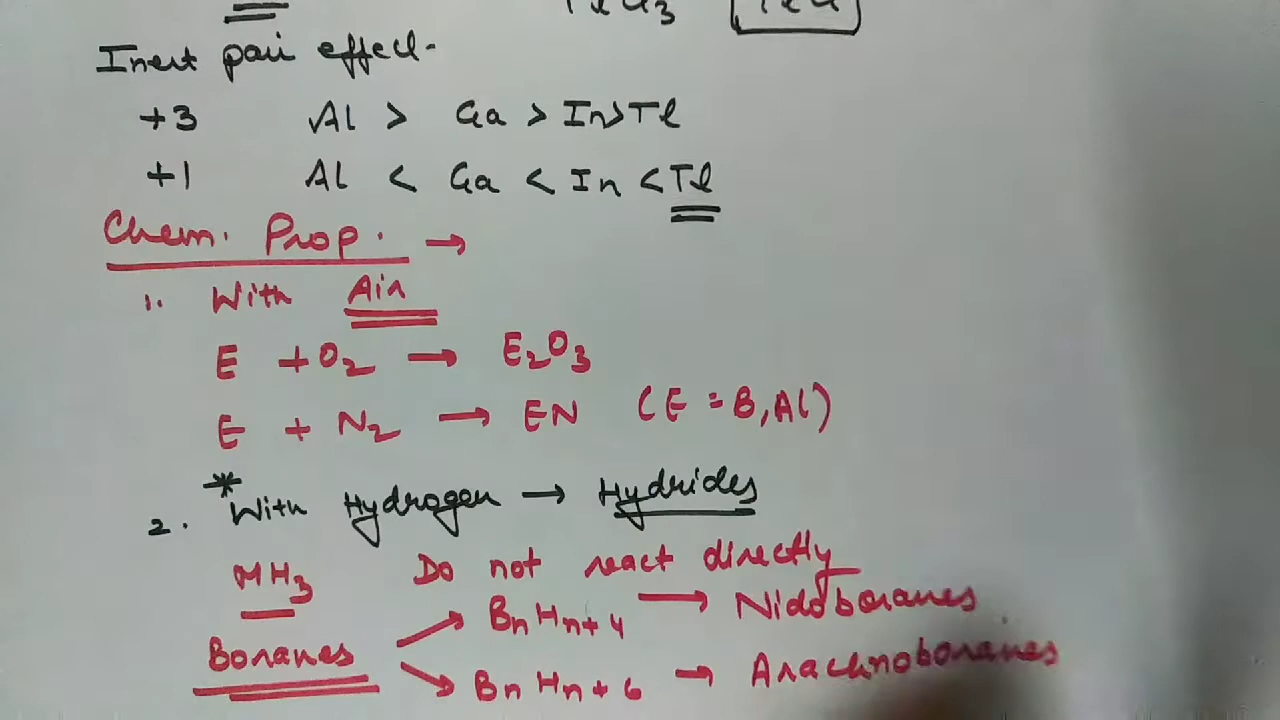 Inert pair effect-
+3 Al > Ga > In > Tl
+1 Al < Ga < In < Tl
Chem. Prop. →
1. With Air
E + O₂ → E₂O₃
E + N₂ → EN (E = B, Al)
2. *With Hydrogen → Hydrides
MH₃ Do not react directly
Boranes → BₙHₙ₊₄ → Nidoboranes
→ BₙHₙ₊₆ → Arachnoboranes